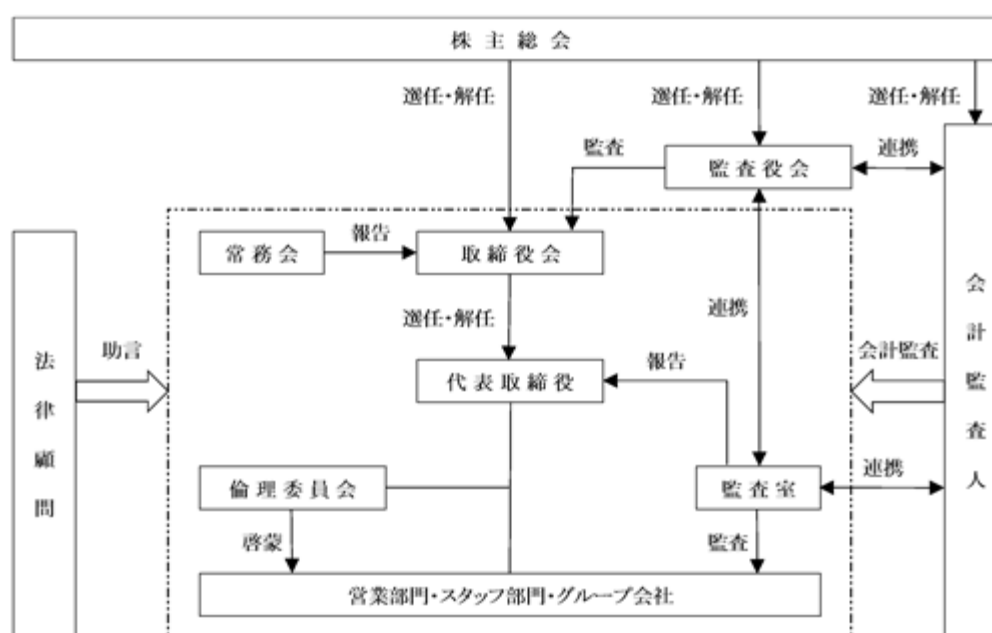 株主総会
選任・解任
選任・解任
選任・解任
監査
監査役会
連携
常務会
報告
取締役会
選任・解任
連携
会計監査人
法律顧問
助言
代表取締役
報告
会計監査
倫理委員会
監査室
連携
啓蒙
監査
営業部門・スタッフ部門・グループ会社